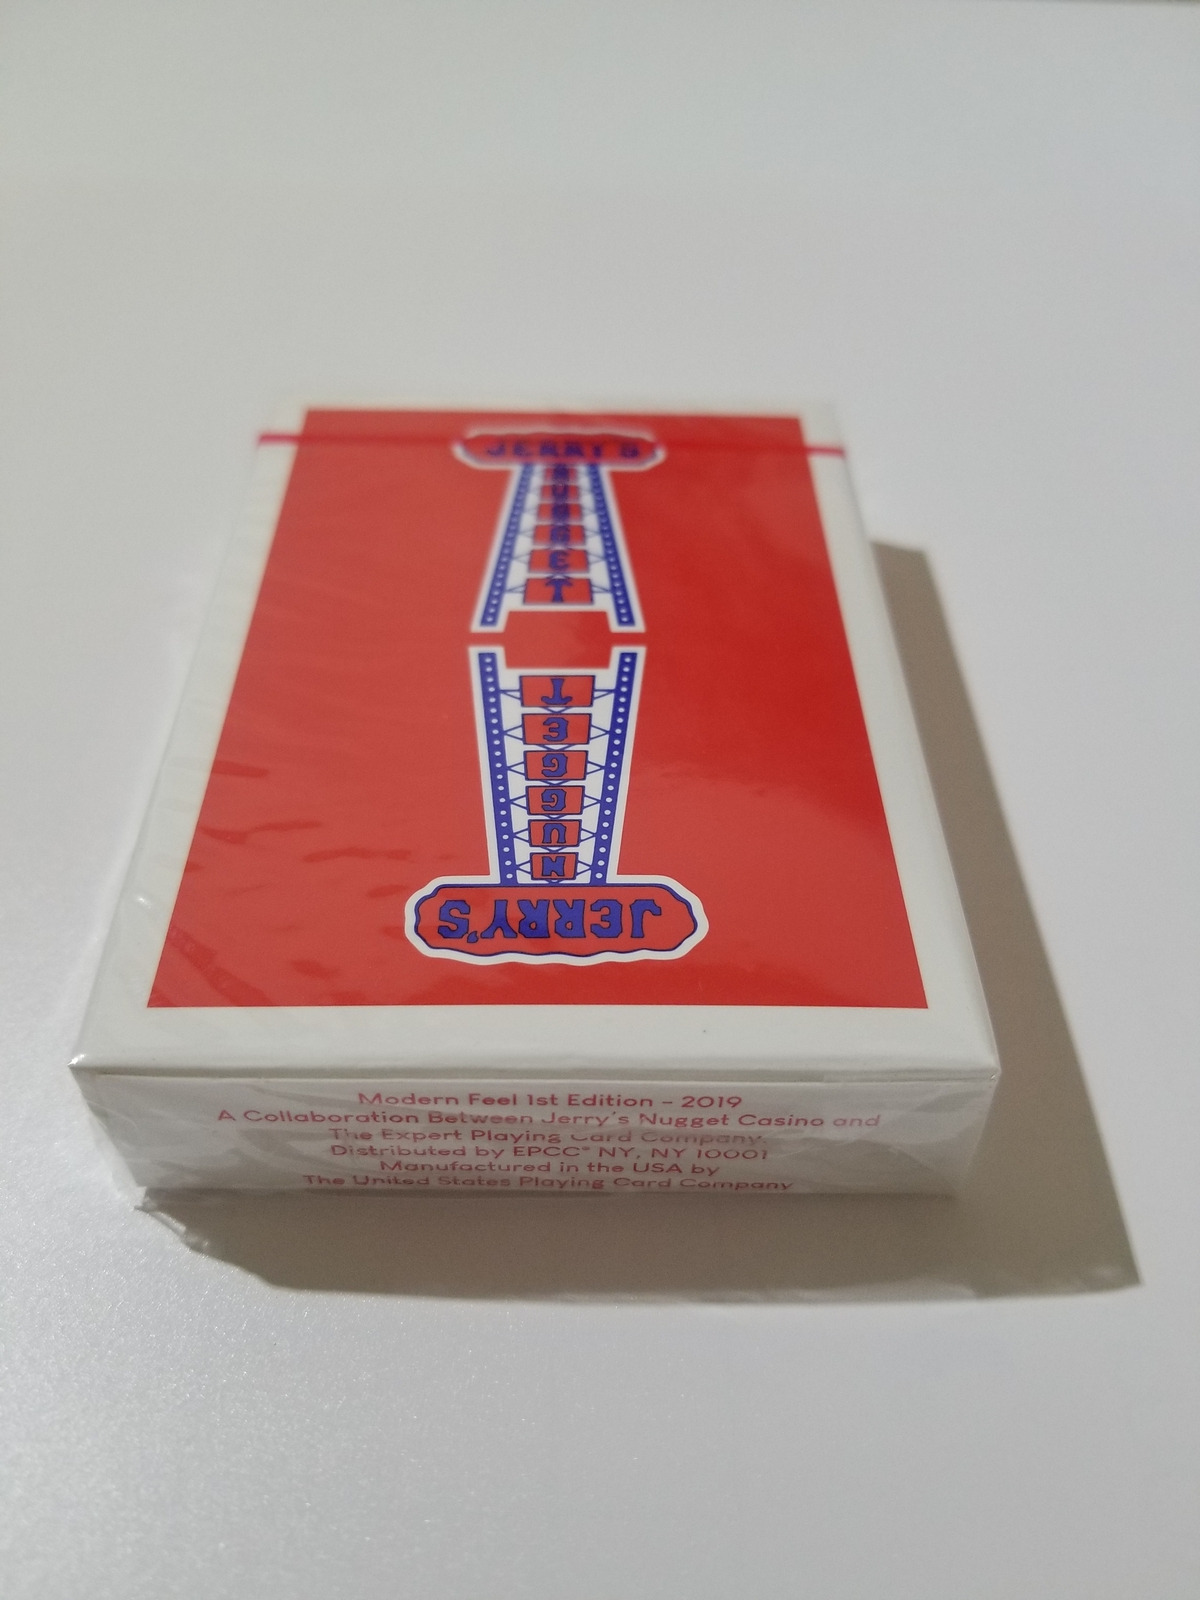 JERRY'S
NUGGET
NUGGET
JERRY'S
Modern Feel 1st Edition - 2019
A Collaboration Between Jerry's Nugget Casino and
The Expert Playing Card Company.
Distributed by EPCC® NY, NY 10001
Manufactured in the USA by
The United States Playing Card Company